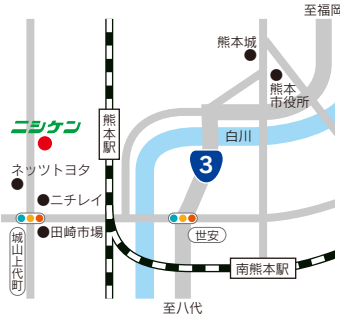 至福岡
熊本城
熊本
市役所
ニシケン
熊本駅
白川
3
ネッツトヨタ
ニチレイ
田崎市場
世安
城山上代町
南熊本駅
至八代